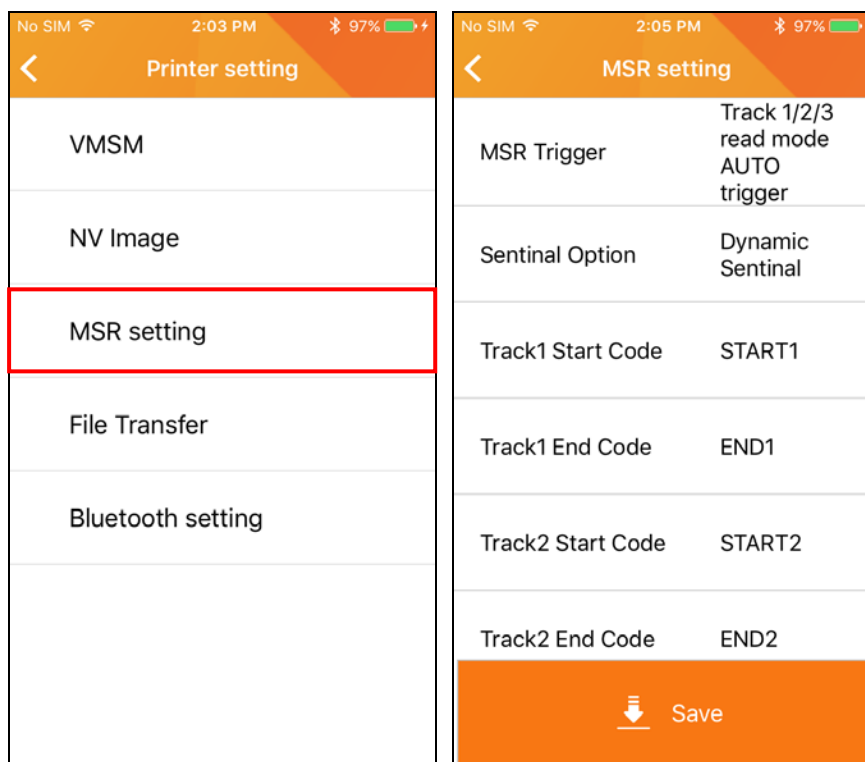 No SIM 2:03 PM 97%
Printer setting
VMSM
NV Image
MSR setting
File Transfer
Bluetooth setting
No SIM 2:05 PM 97%
MSR setting
MSR Trigger
Track 1/2/3
read mode
AUTO
trigger
Sentinal Option
Dynamic
Sentinal
Track1 Start Code START1
Track1 End Code END1
Track2 Start Code START2
Track2 End Code END2
Save